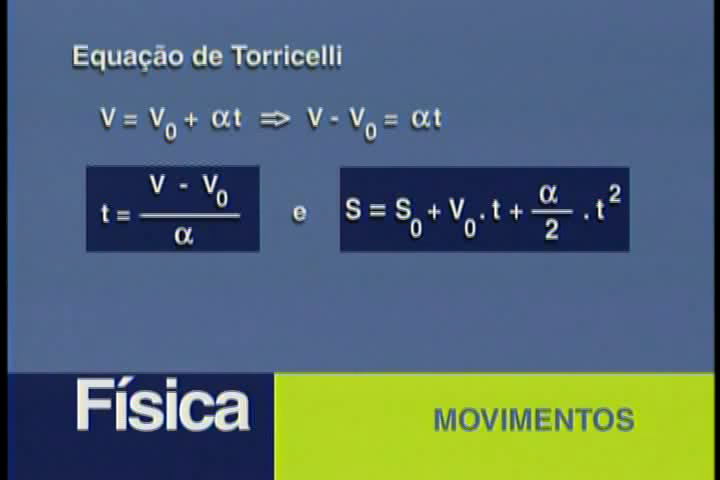 Equação de Torricelli
V = V₀ + αt ⇒ V - V₀ = αt
t = (V - V₀)/α e S = S₀ + V₀ . t + α/2 . t²
Física
MOVIMENTOS